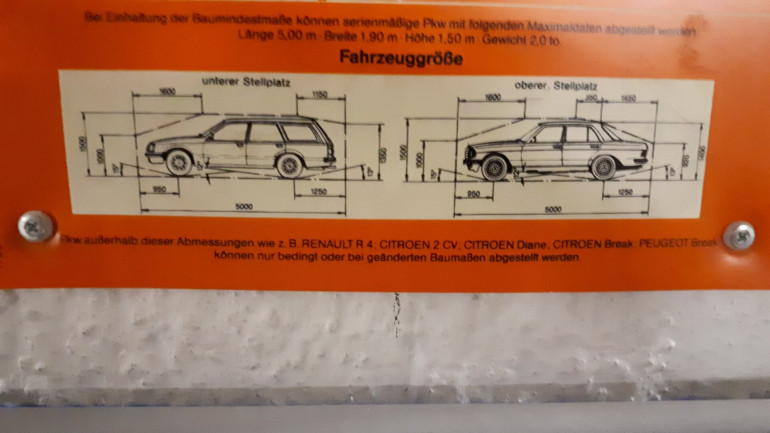 Bei Einhaltung der Baumindestmaße können serienmäßige Pkw mit folgenden Maximaldaten abgestellt werden
Länge 5,00 m · Breite 1,90 m · Höhe 1,50 m · Gewicht 2,0 to.
Fahrzeuggröße
unterer Stellplatz
oberer Stellplatz
1600 1150
1600 1650
1500 1000
1500 1000
950 1250
950 1250
5000
5000
Pkw außerhalb dieser Abmessungen wie z. B. RENAULT R 4; CITROEN 2 CV; CITROEN Diane, CITROEN Break; PEUGEOT Break
können nur bedingt oder bei geänderten Baumaßen abgestellt werden.